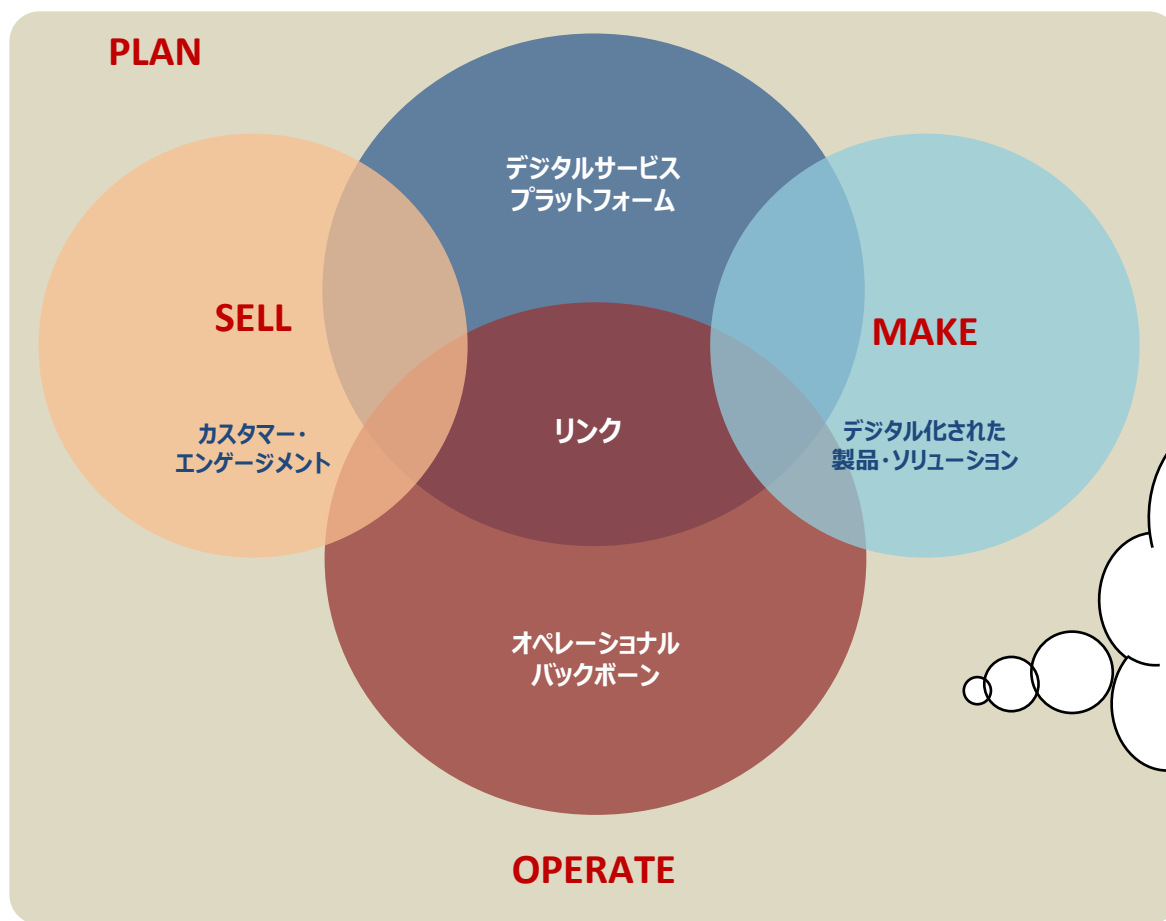 PLAN
デジタルサービス
プラットフォーム
SELL
MAKE
カスタマー・
エンゲージメント
リンク
デジタル化された
製品・ソリューション
オペレーショナル
バックボーン
OPERATE